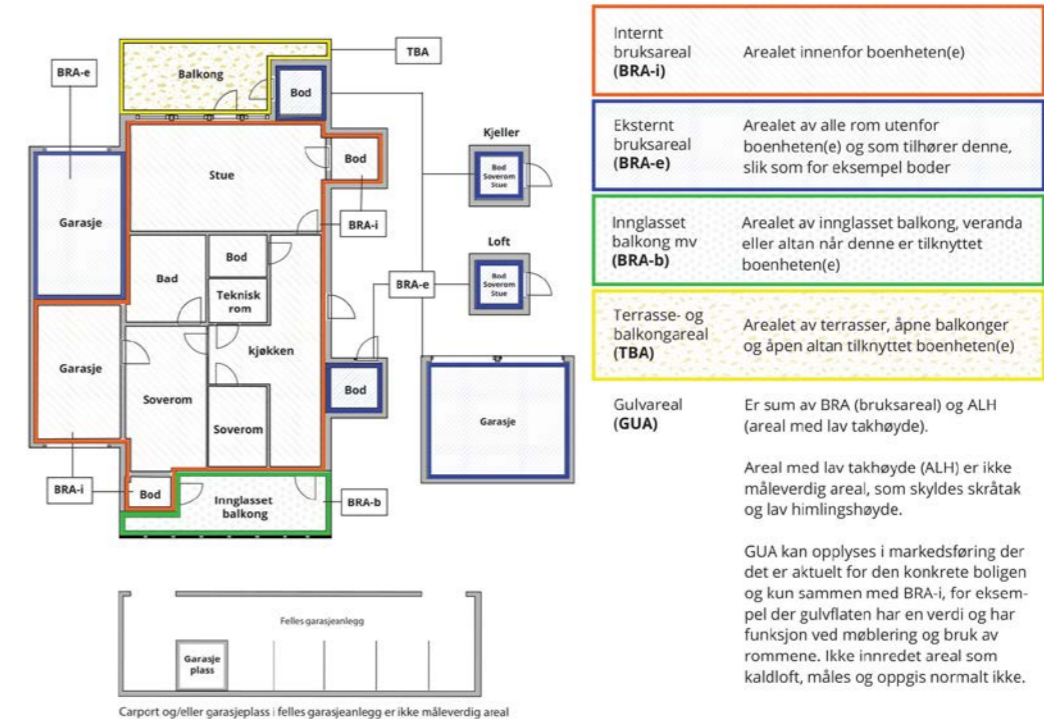 TBA
BRA-e
Balkong
Bod
Kjeller
Bod
Soverom
Stue
Stue
Bod
Garasje
BRA-i
Loft
Bad
Bod
BRA-e
Bod
Soverom
Stue
Teknisk
rom
kjøkken
Garasje
Soverom
Bod
Garasje
Soverom
BRA-i
Bod
Innglasset
balkong
BRA-b
Felles garasjeanlegg
Garasje
plass
Carport og/eller garasjeplass i felles garasjeanlegg er ikke måleverdig areal
Internt
bruksareal
(BRA-i)
Arealet innenfor boenheten(e)
Eksternt
bruksareal
(BRA-e)
Arealet av alle rom utenfor
boenheten(e) og som tilhører denne,
slik som for eksempel boder
Innglasset
balkong mv
(BRA-b)
Arealet av innglasset balkong, veranda
eller altan når denne er tilknyttet
boenheten(e)
Terrasse- og
balkongareal
(TBA)
Arealet av terrasser, åpne balkonger
og åpen altan tilknyttet boenheten(e)
Gulvareal
(GUA)
Er sum av BRA (bruksareal) og ALH
(areal med lav takhøyde).
Areal med lav takhøyde (ALH) er ikke
måleverdig areal, som skyldes skråtak
og lav himlingshøyde.
GUA kan opplyses i markedsføring der
det er aktuelt for den konkrete boligen
og kun sammen med BRA-i, for eksem-
pel der gulvflaten har en verdi og har
funksjon ved møblering og bruk av
rommene. Ikke innredet areal som
kaldloft, måles og oppgis normalt ikke.